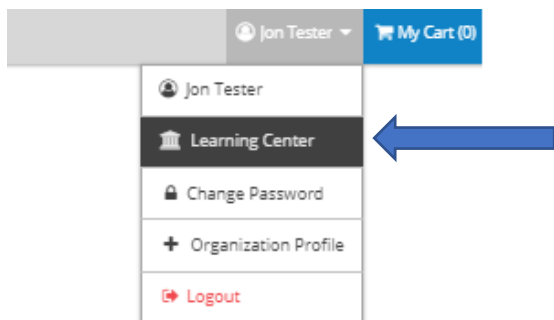 Jon Tester My Cart (0)
Jon Tester
Learning Center
Change Password
Organization Profile
Logout